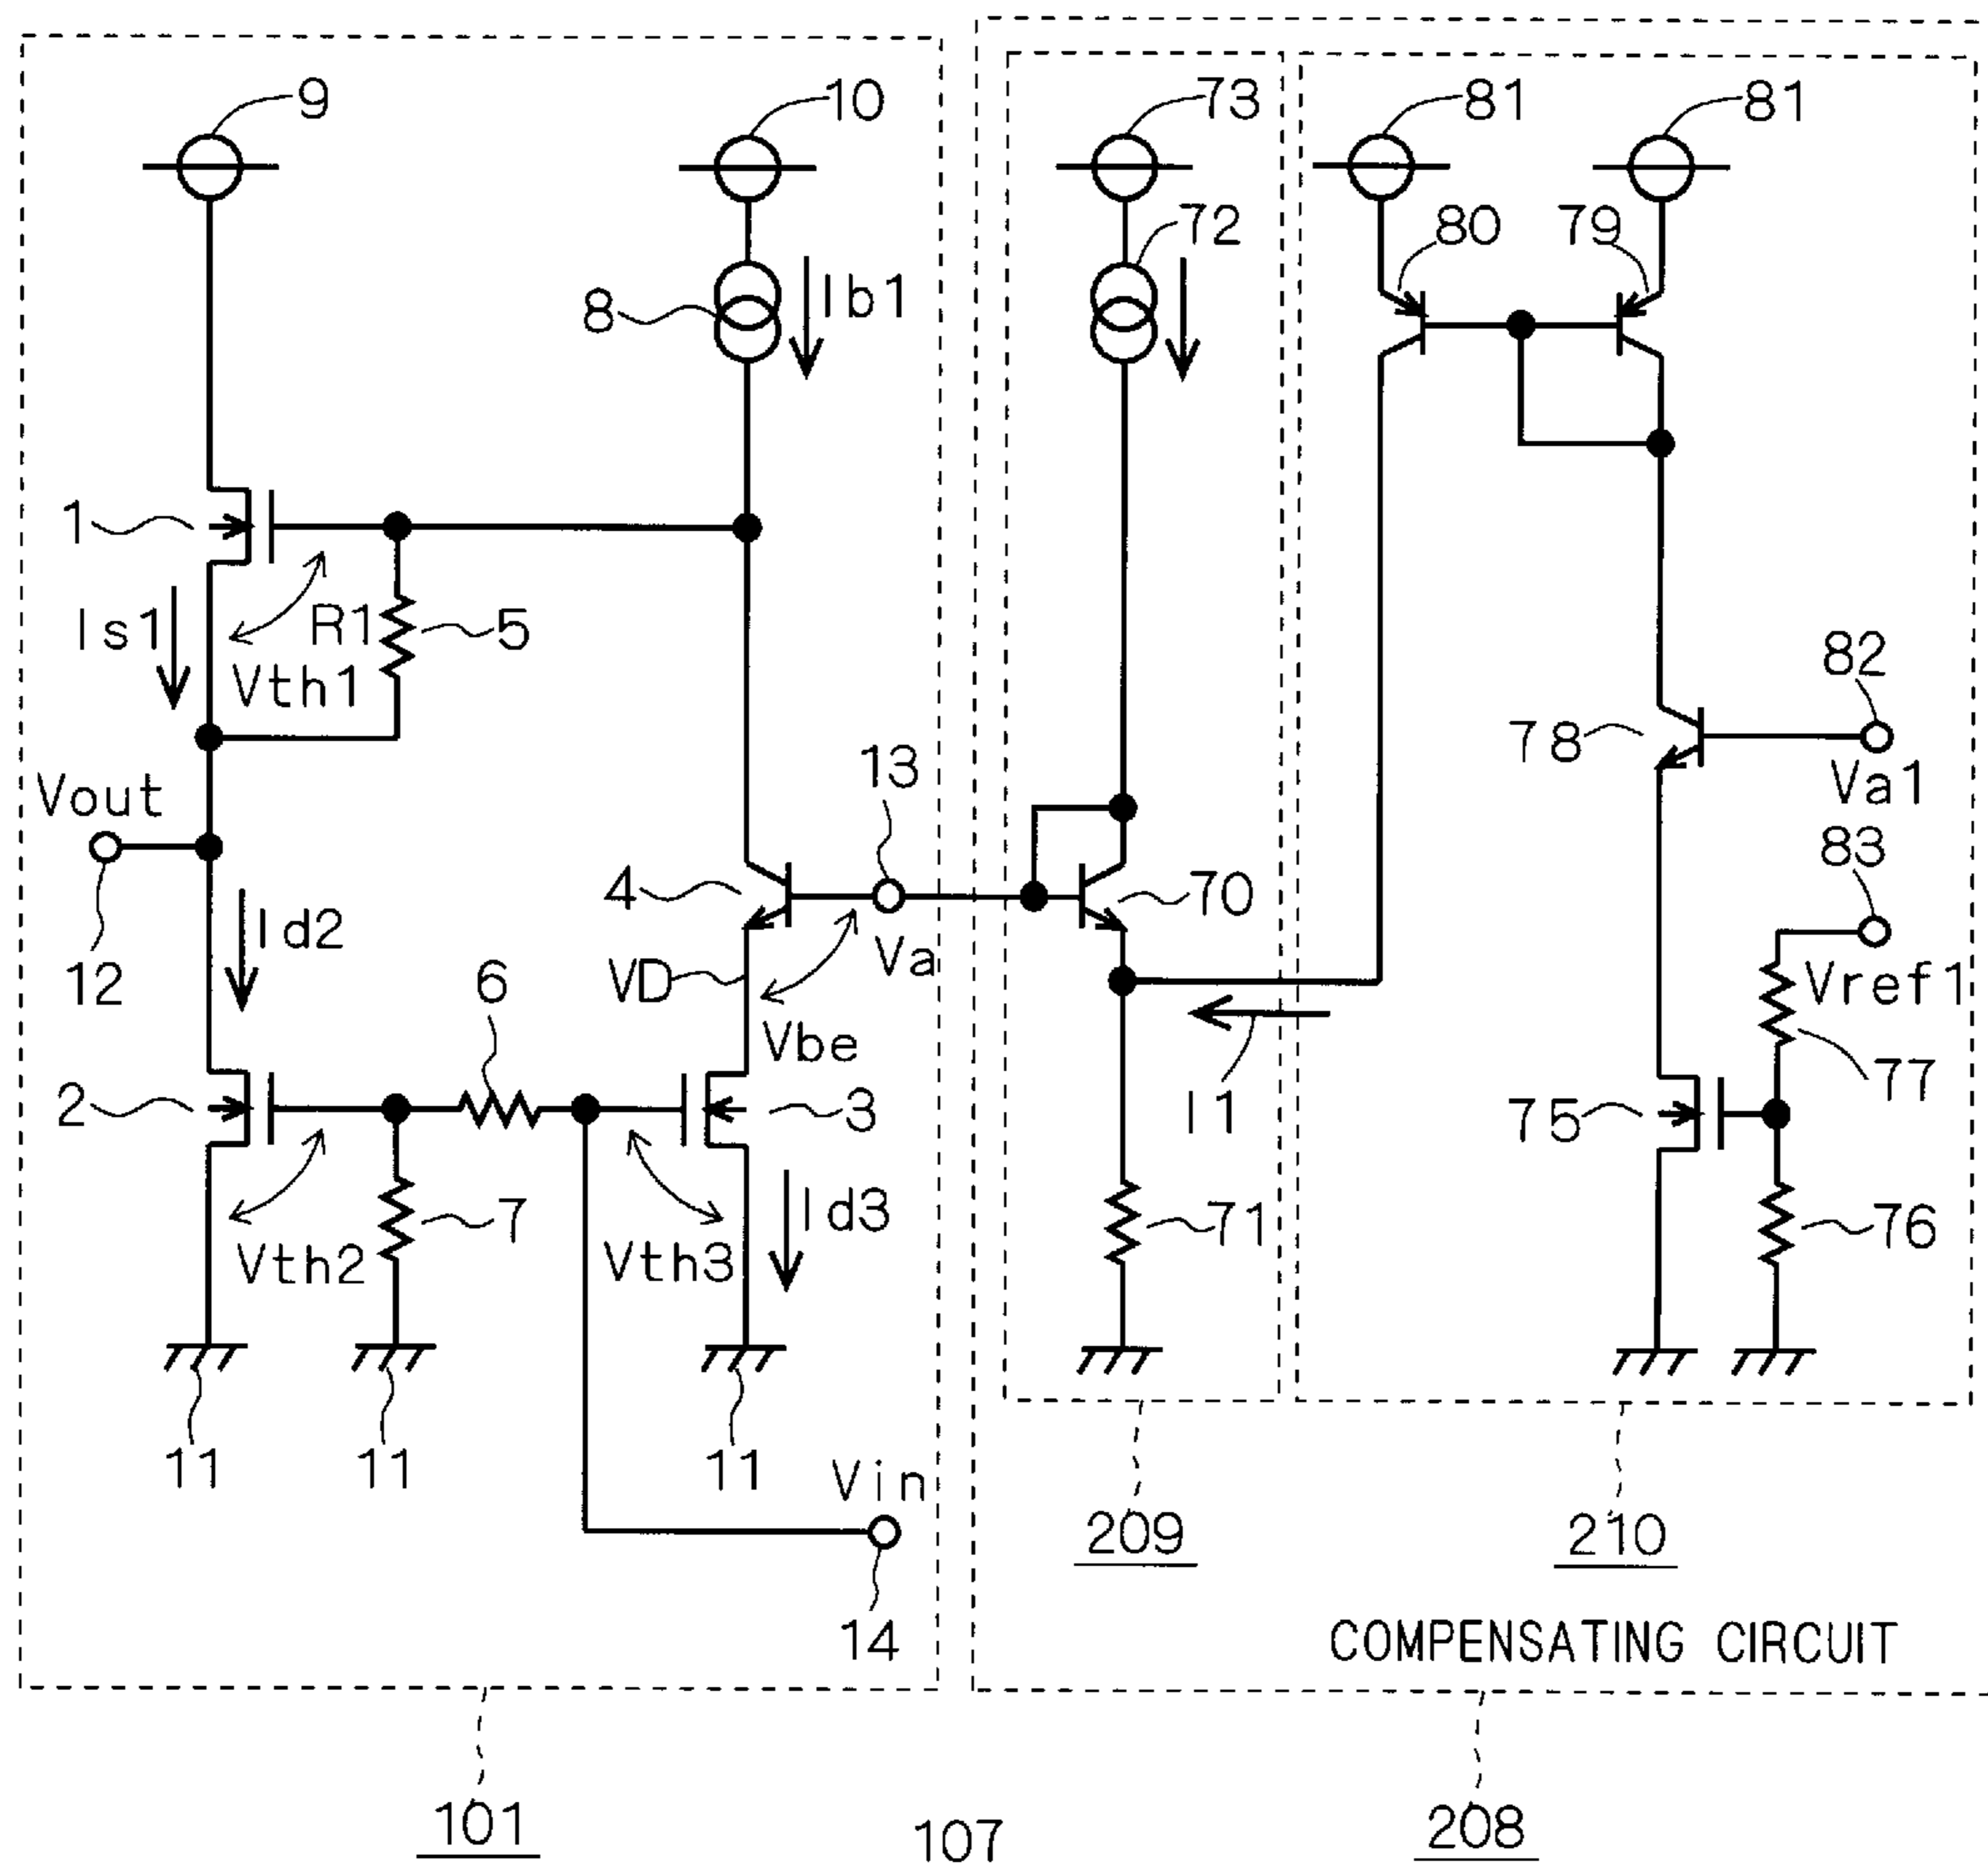 9
10
73
81
81
72
80
79
8
Ib1
1
Is1
R1
5
Vth1
82
13
78
Va1
Vout
83
4
70
Id2
Va
12
6
VD
Vref1
Vbe
77
2
3
I1
75
7
Id3
71
76
Vth2
Vth3
11
11
11
Vin
209
210
14
COMPENSATING CIRCUIT
101
107
208